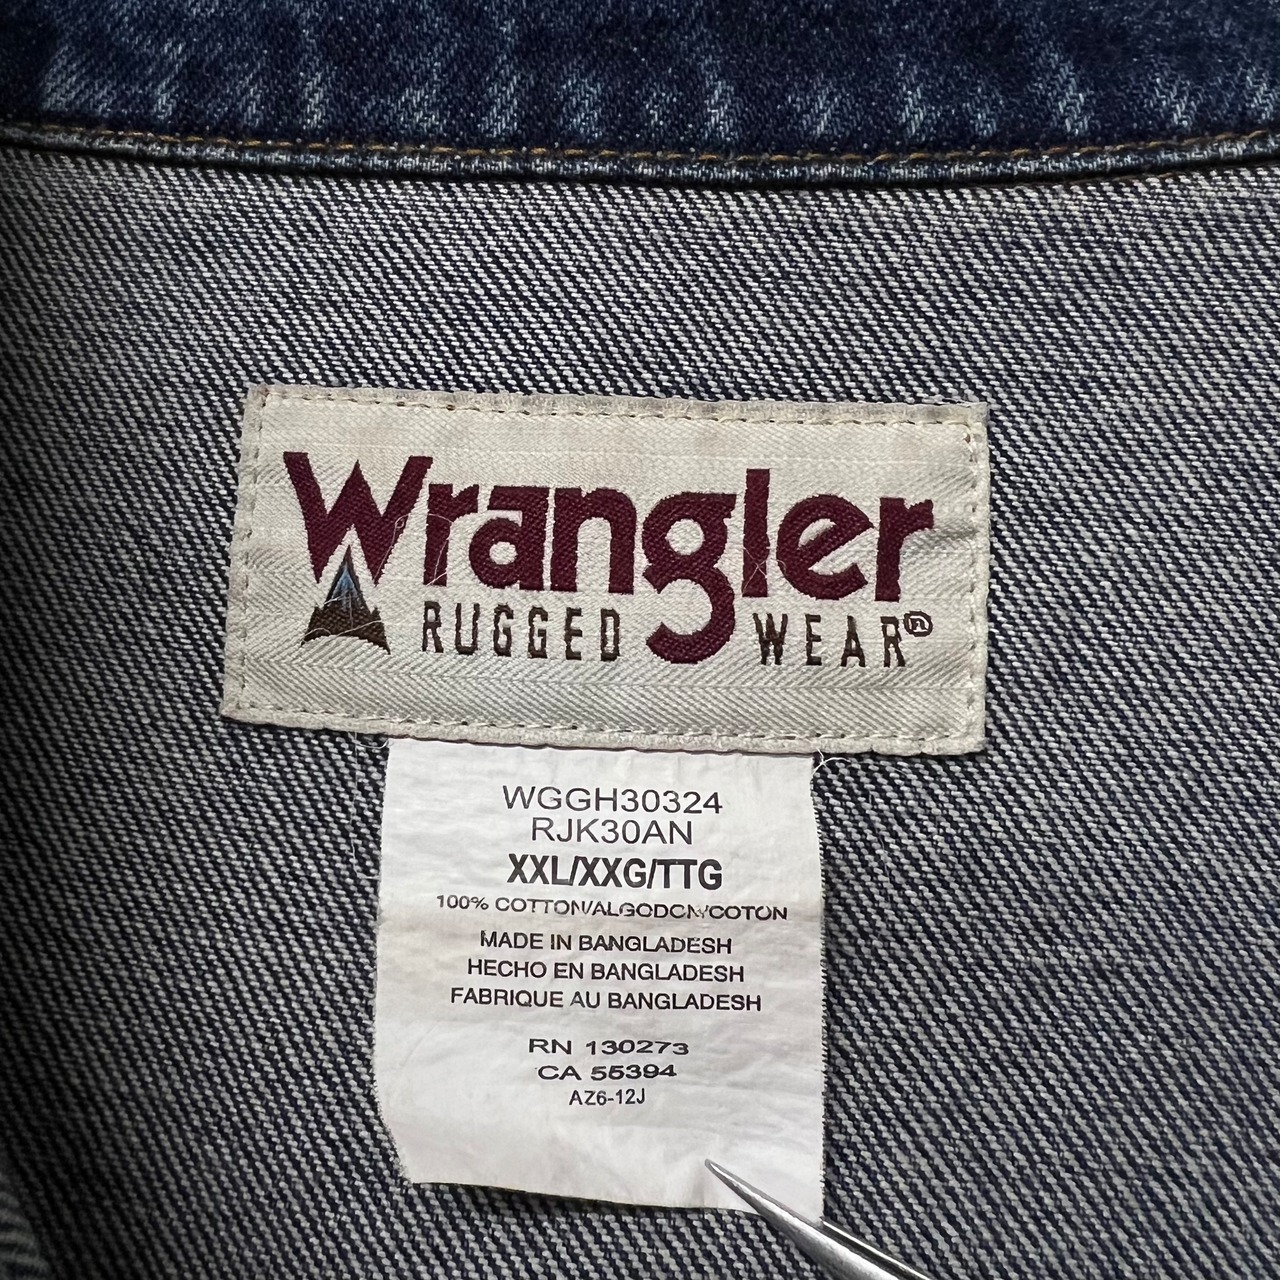 Wrangler
RUGGED WEAR®
WGGH30324
RJK30AN
XXL/XXG/TTG
100% COTTON/ALGODON/COTON
MADE IN BANGLADESH
HECHO EN BANGLADESH
FABRIQUE AU BANGLADESH
RN 130273
CA 55394
AZ6-12J